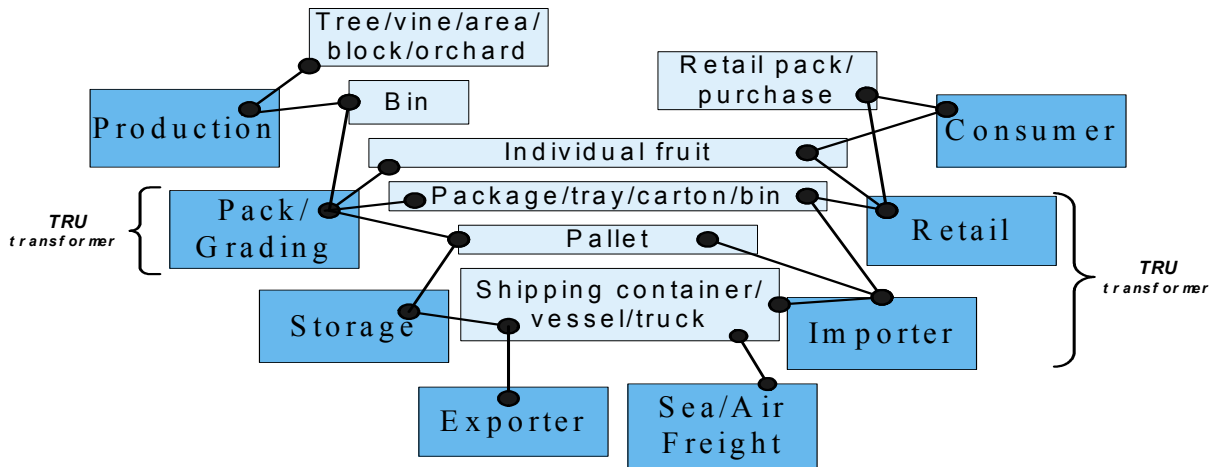 Tree/vine/area/
block/orchard
Retail pack/
purchase
Bin
Production
Consumer
Individual fruit
Package/tray/carton/bin
TRU
transformer
Pack/
Grading
Retail
Pallet
TRU
transformer
Shipping container/
vessel/truck
Storage
Importer
Exporter
Sea/Air
Freight